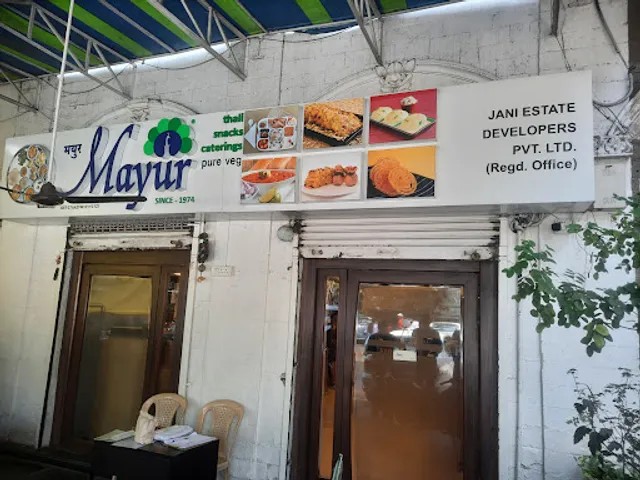 मयुर
Mayur
SINCE - 1974
thali
snacks
caterings
pure veg
JANI ESTATE
DEVELOPERS
PVT. LTD.
(Regd. Office)